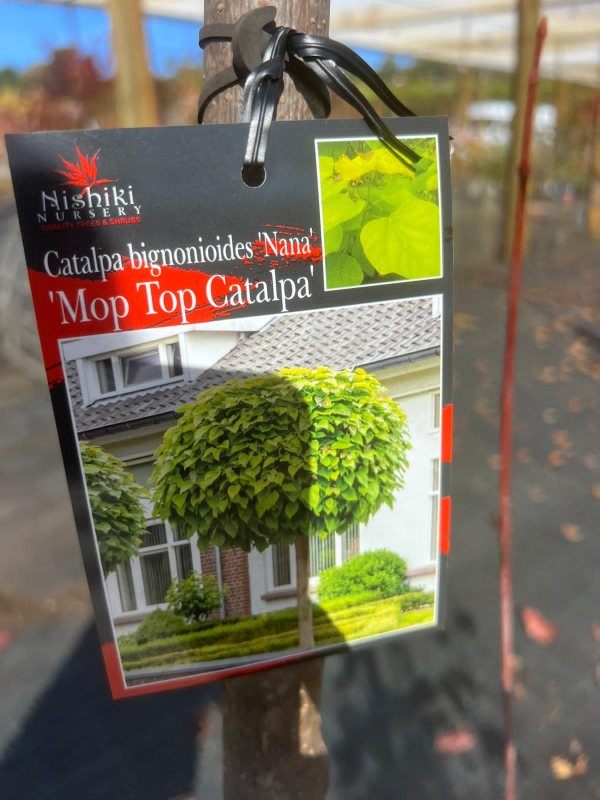 Nishiki
NURSERY
QUALITY TREES & SHRUBS
Catalpa bignonioides 'Nana'
'Mop Top Catalpa'